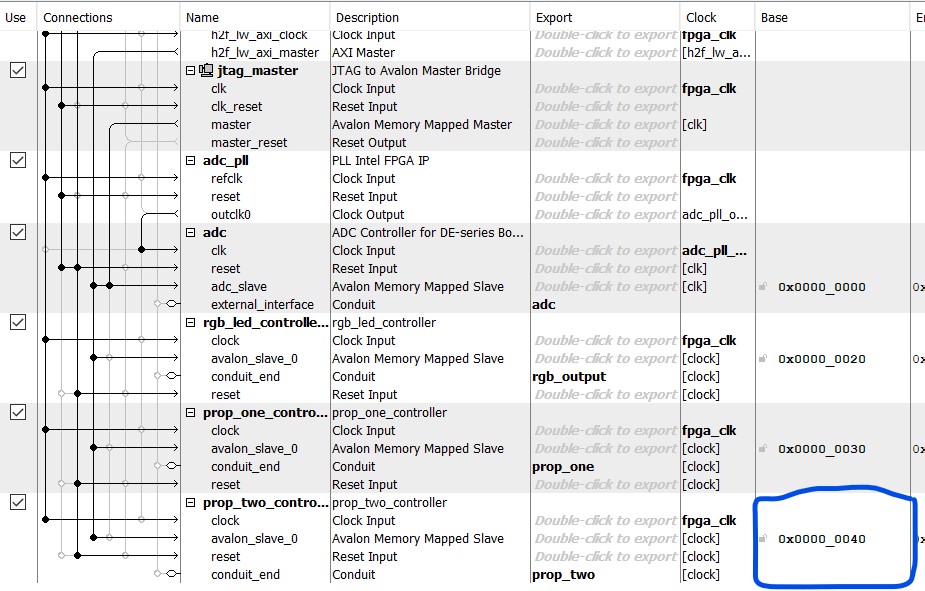 Use Connections Name Description Export Clock Base
h2f_lw_axi_clock Clock Input Double-click to export fpga_clk
h2f_lw_axi_master AXI Master Double-click to export [h2f_lw_a...
jtag_master JTAG to Avalon Master Bridge
clk Clock Input Double-click to export fpga_clk
clk_reset Reset Input Double-click to export
master Avalon Memory Mapped Master Double-click to export [clk]
master_reset Reset Output Double-click to export
adc_pll PLL Intel FPGA IP
refclk Clock Input Double-click to export fpga_clk
reset Reset Input Double-click to export
outclk0 Clock Output Double-click to export adc_pll_o...
adc ADC Controller for DE-series Bo...
clk Clock Input Double-click to export adc_pll_...
reset Reset Input Double-click to export [clk]
adc_slave Avalon Memory Mapped Slave Double-click to export [clk] 0x0000_0000
external_interface Conduit adc
rgb_led_controlle... rgb_led_controller
clock Clock Input Double-click to export fpga_clk
avalon_slave_0 Avalon Memory Mapped Slave Double-click to export [clock] 0x0000_0020
conduit_end Conduit rgb_output [clock]
reset Reset Input Double-click to export [clock]
prop_one_contro... prop_one_controller
clock Clock Input Double-click to export fpga_clk
avalon_slave_0 Avalon Memory Mapped Slave Double-click to export [clock] 0x0000_0030
conduit_end Conduit prop_one [clock]
reset Reset Input Double-click to export [clock]
prop_two_contro... prop_two_controller
clock Clock Input Double-click to export fpga_clk
avalon_slave_0 Avalon Memory Mapped Slave Double-click to export [clock] 0x0000_0040
reset Reset Input Double-click to export [clock]
conduit_end Conduit prop_two [clock]